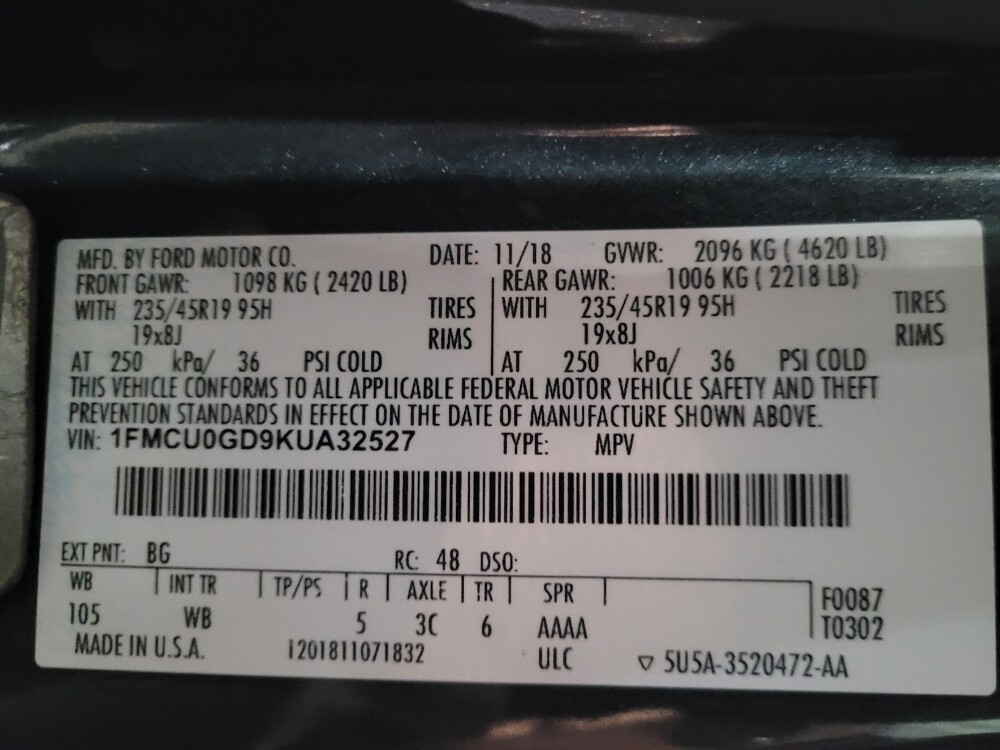 MFD. BY FORD MOTOR CO. DATE: 11/18 GVWR: 2096 KG ( 4620 LB)
FRONT GAWR: 1098 KG ( 2420 LB) REAR GAWR: 1006 KG ( 2218 LB)
WITH 235/45R19 95H TIRES WITH 235/45R19 95H TIRES
19x8J RIMS 19x8J RIMS
AT 250 kPa/ 36 PSI COLD AT 250 kPa/ 36 PSI COLD
THIS VEHICLE CONFORMS TO ALL APPLICABLE FEDERAL MOTOR VEHICLE SAFETY AND THEFT
PREVENTION STANDARDS IN EFFECT ON THE DATE OF MANUFACTURE SHOWN ABOVE.
VIN: 1FMCU0GD9KUA32527 TYPE: MPV
EXT PNT: BG RC: 48 DSO:
WB INT TR TP/PS R AXLE TR SPR F0087
105 WB 5 3C 6 AAAA T0302
MADE IN U.S.A. i201811071832 ULC ▽ 5U5A-3520472-AA